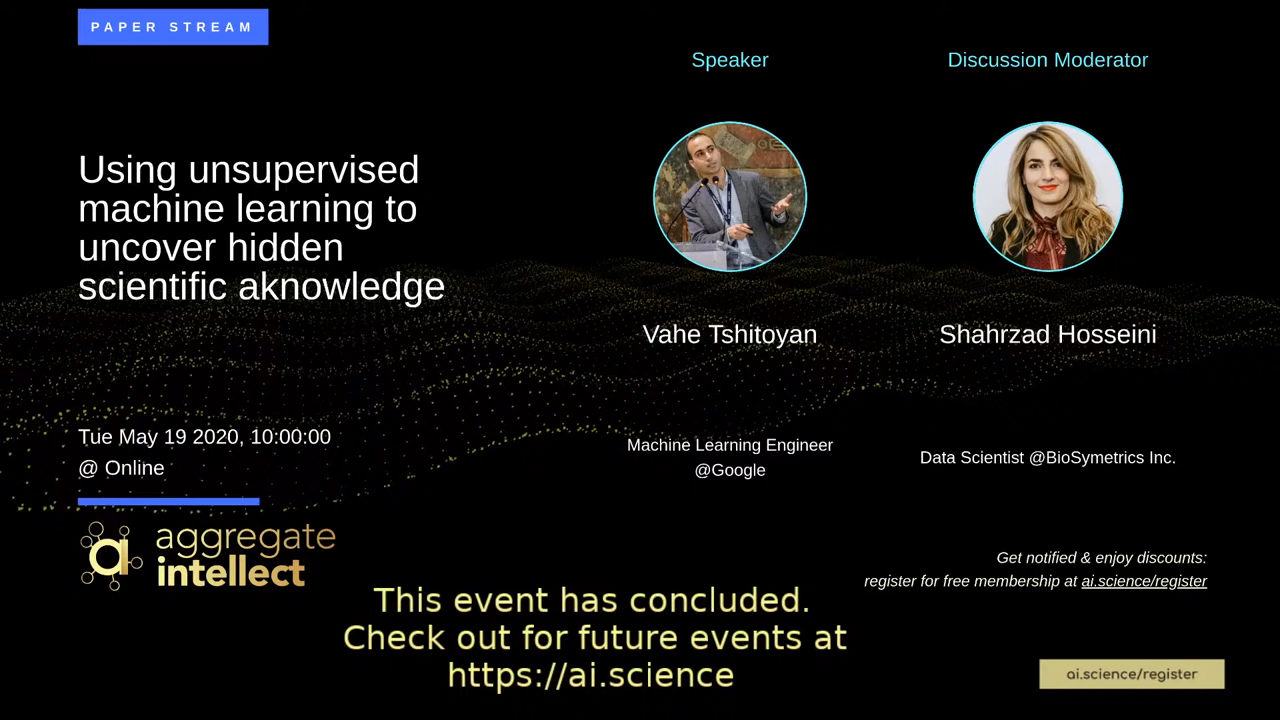 PAPER STREAM
Speaker
Discussion Moderator
Using unsupervised
machine learning to
uncover hidden
scientific aknowledge
Vahe Tshitoyan
Shahrzad Hosseini
Tue May 19 2020, 10:00:00
@ Online
Machine Learning Engineer
@Google
Data Scientist @BioSymetrics Inc.
aggregate
intellect
Get notified & enjoy discounts:
register for free membership at ai.science/register
This event has concluded.
Check out for future events at
https://ai.science
ai.science/register